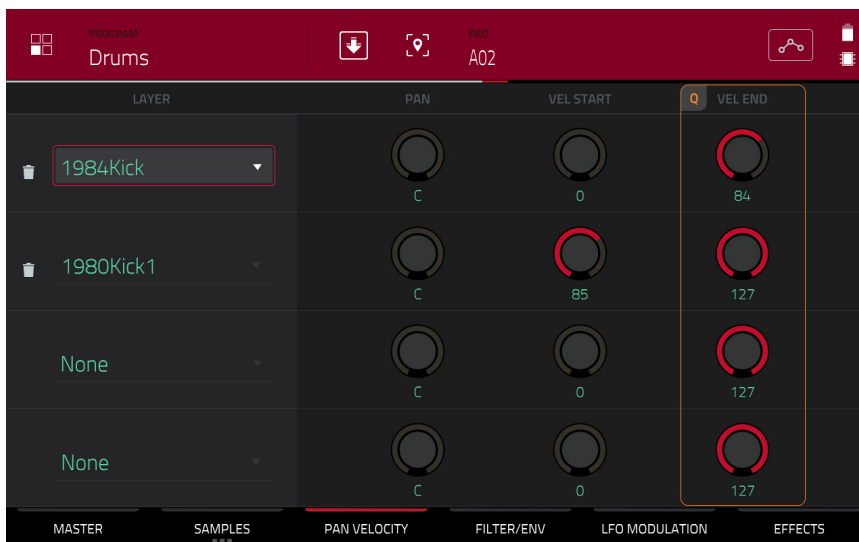 PROGRAM PAD
Drums A02
LAYER PAN VEL START Q VEL END
1984Kick
C 0 84
1980Kick1
C 85 127
None
C 0 127
None
C 0 127
MASTER SAMPLES PAN VELOCITY FILTER/ENV LFO MODULATION EFFECTS